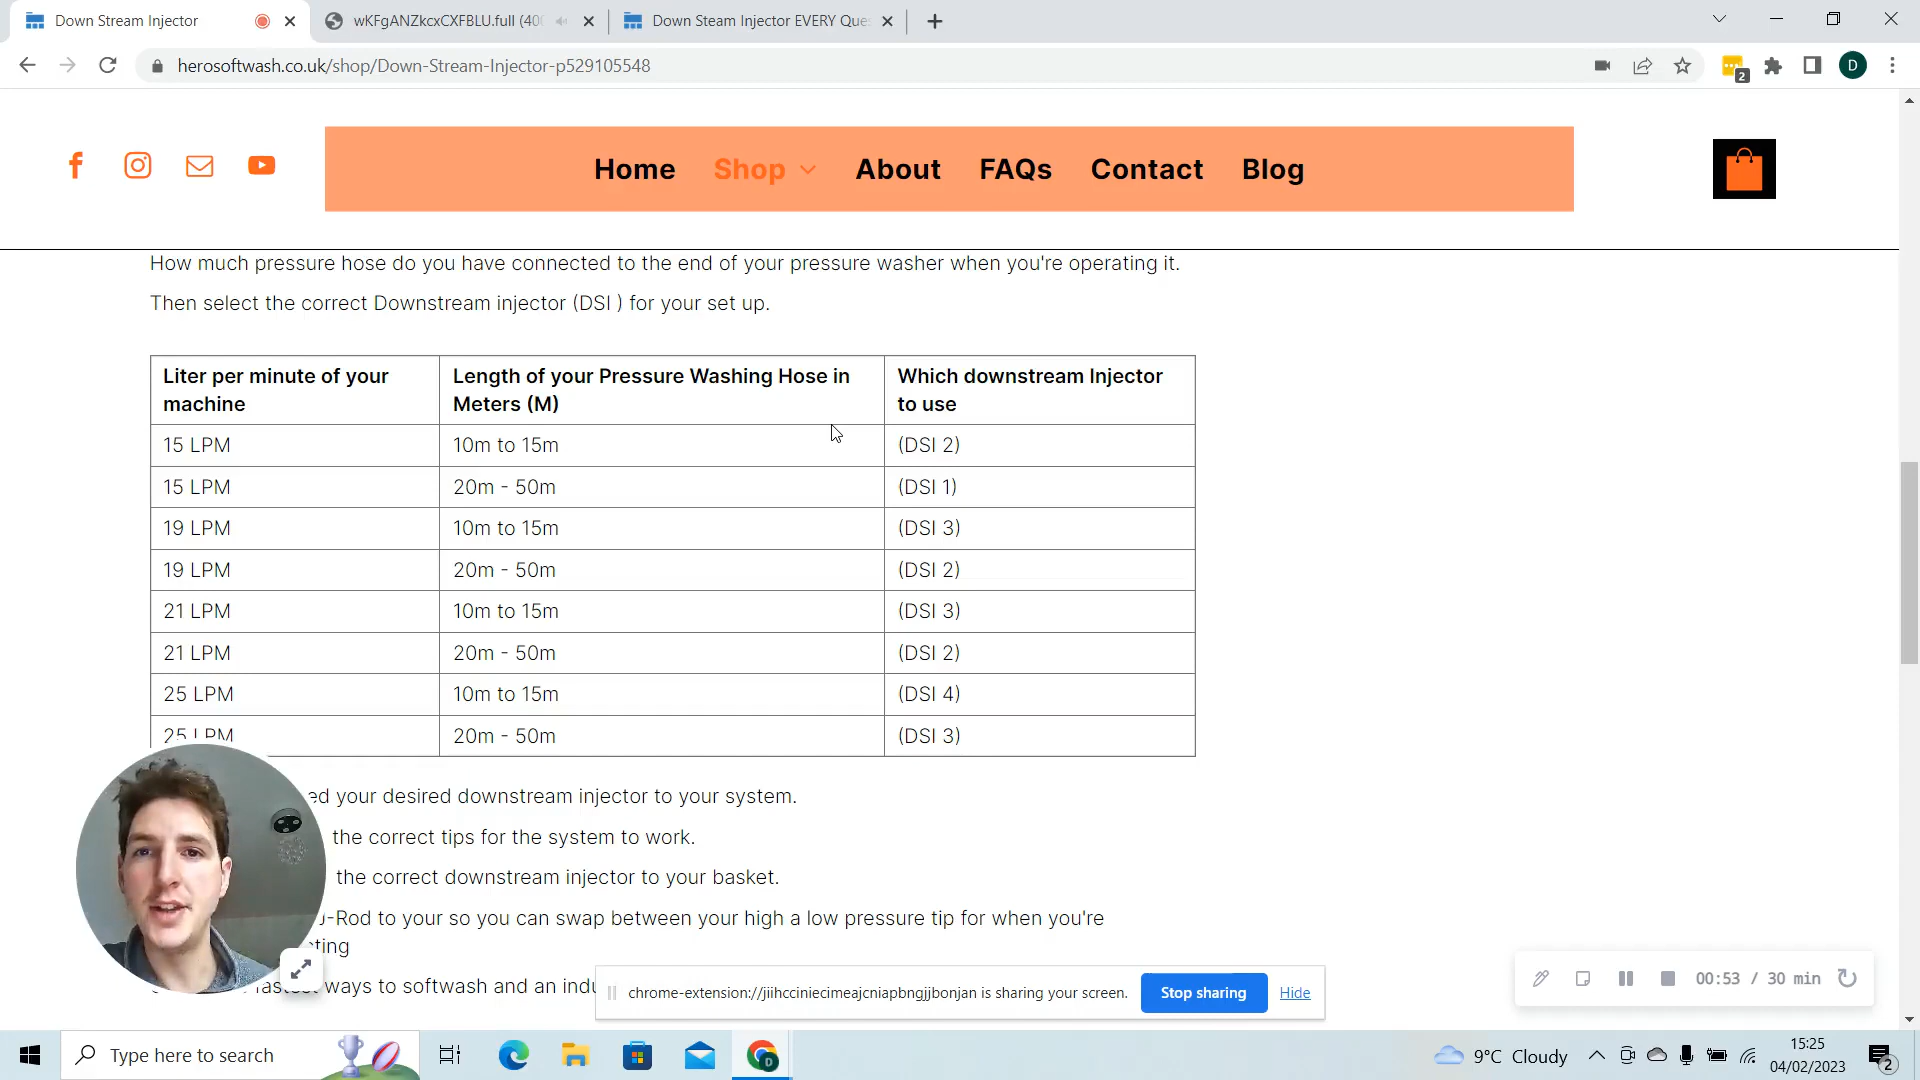 Down Stream Injector
wKFgANZkcxCXFBLU.full (40
Down Steam Injector EVERY Ques
herosoftwash.co.uk/shop/Down-Stream-Injector-p529105548
2
D
Home Shop About FAQs Contact Blog
How much pressure hose do you have connected to the end of your pressure washer when you're operating it.
Then select the correct Downstream injector (DSI ) for your set up.
Liter per minute of your machine
Length of your Pressure Washing Hose in Meters (M)
Which downstream Injector to use
15 LPM 10m to 15m (DSI 2)
15 LPM 20m - 50m (DSI 1)
19 LPM 10m to 15m (DSI 3)
19 LPM 20m - 50m (DSI 2)
21 LPM 10m to 15m (DSI 3)
21 LPM 20m - 50m (DSI 2)
25 LPM 10m to 15m (DSI 4)
25 LPM 20m - 50m (DSI 3)
ed your desired downstream injector to your system.
the correct tips for the system to work.
the correct downstream injector to your basket.
-Rod to your so you can swap between your high a low pressure tip for when you're
ting
fastest ways to softwash and an indu
chrome-extension://jiihcciniecimeajcniapbngjjbonjan is sharing your screen.
Stop sharing
Hide
00:53 / 30 min
Type here to search
9°C Cloudy
15:25
04/02/2023
2